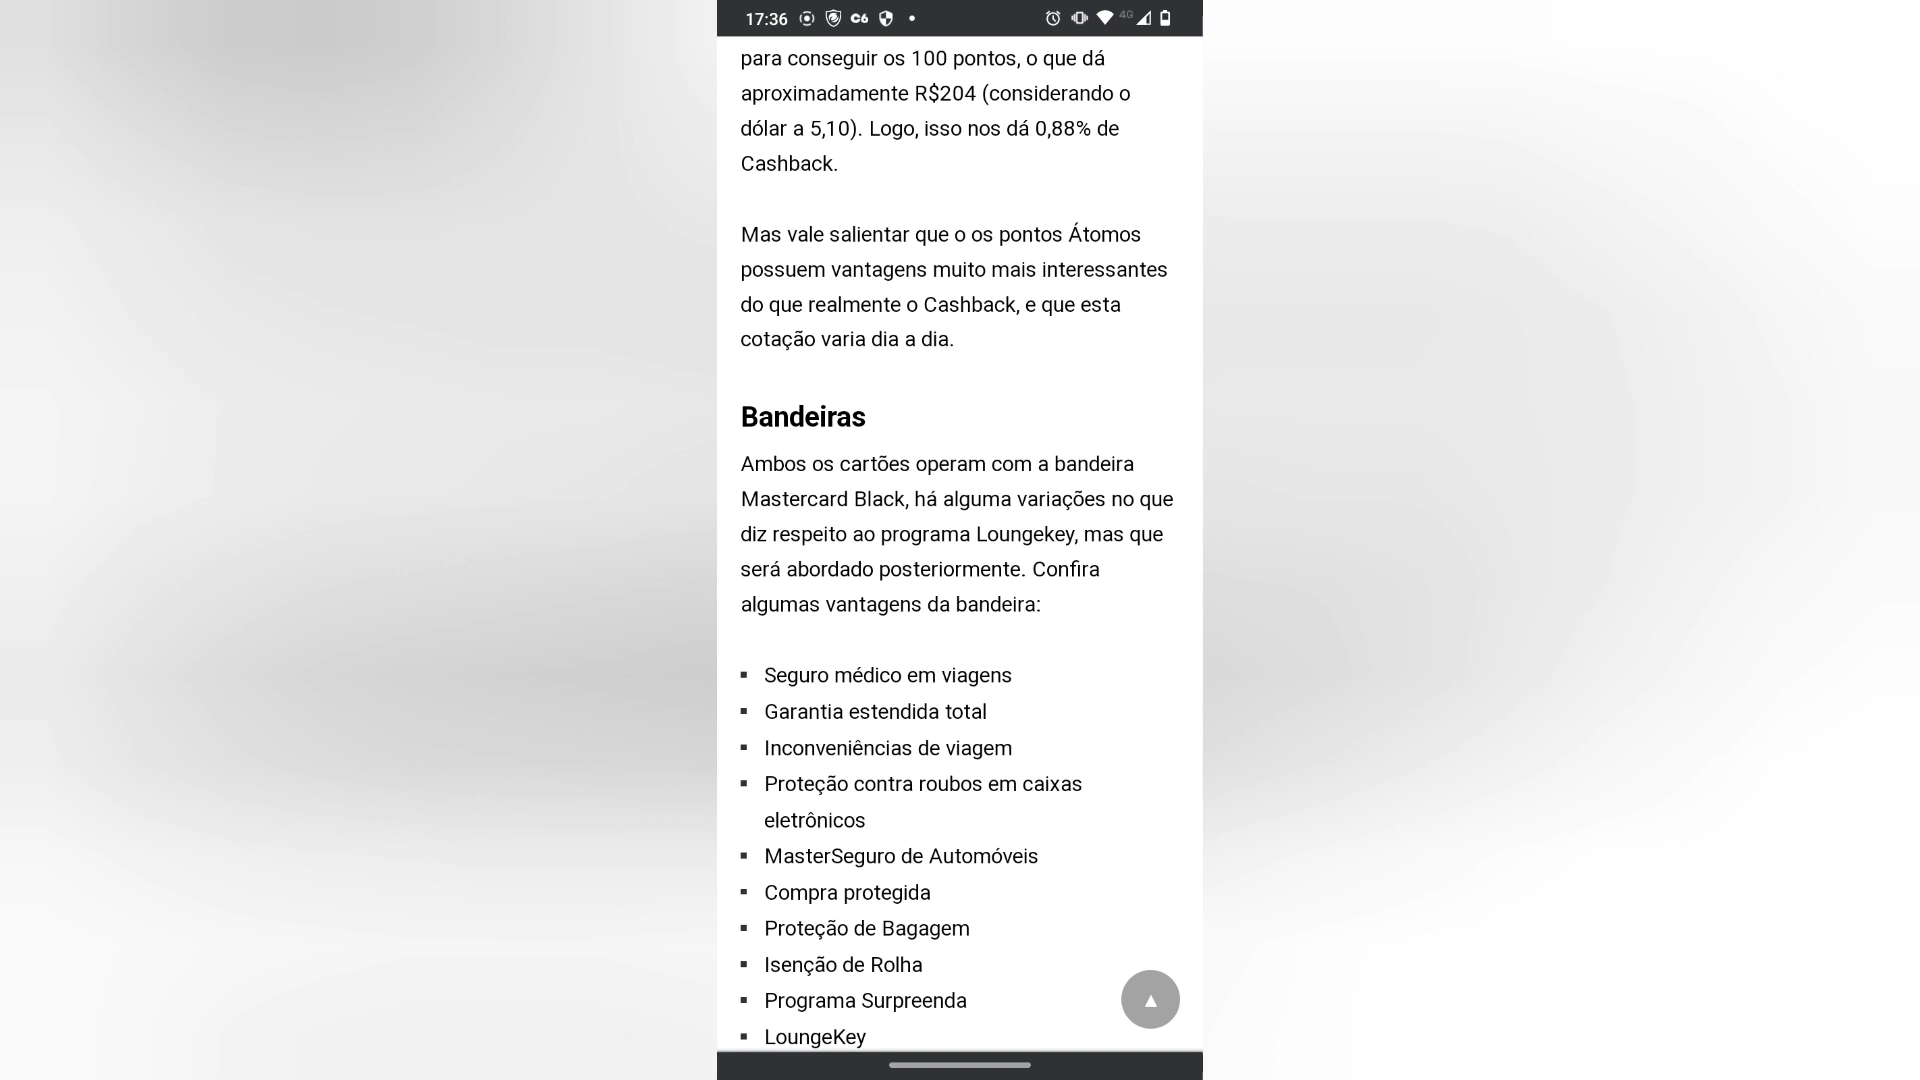 17:36 C6 4G
para conseguir os 100 pontos, o que dá
aproximadamente R$204 (considerando o
dólar a 5,10). Logo, isso nos dá 0,88% de
Cashback.
Mas vale salientar que o os pontos Átomos
possuem vantagens muito mais interessantes
do que realmente o Cashback, e que esta
cotação varia dia a dia.
Bandeiras
Ambos os cartões operam com a bandeira
Mastercard Black, há alguma variações no que
diz respeito ao programa Loungekey, mas que
será abordado posteriormente. Confira
algumas vantagens da bandeira:
▪ Seguro médico em viagens
▪ Garantia estendida total
▪ Inconveniências de viagem
▪ Proteção contra roubos em caixas
eletrônicos
▪ MasterSeguro de Automóveis
▪ Compra protegida
▪ Proteção de Bagagem
▪ Isenção de Rolha
▪ Programa Surpreenda
▪ LoungeKey